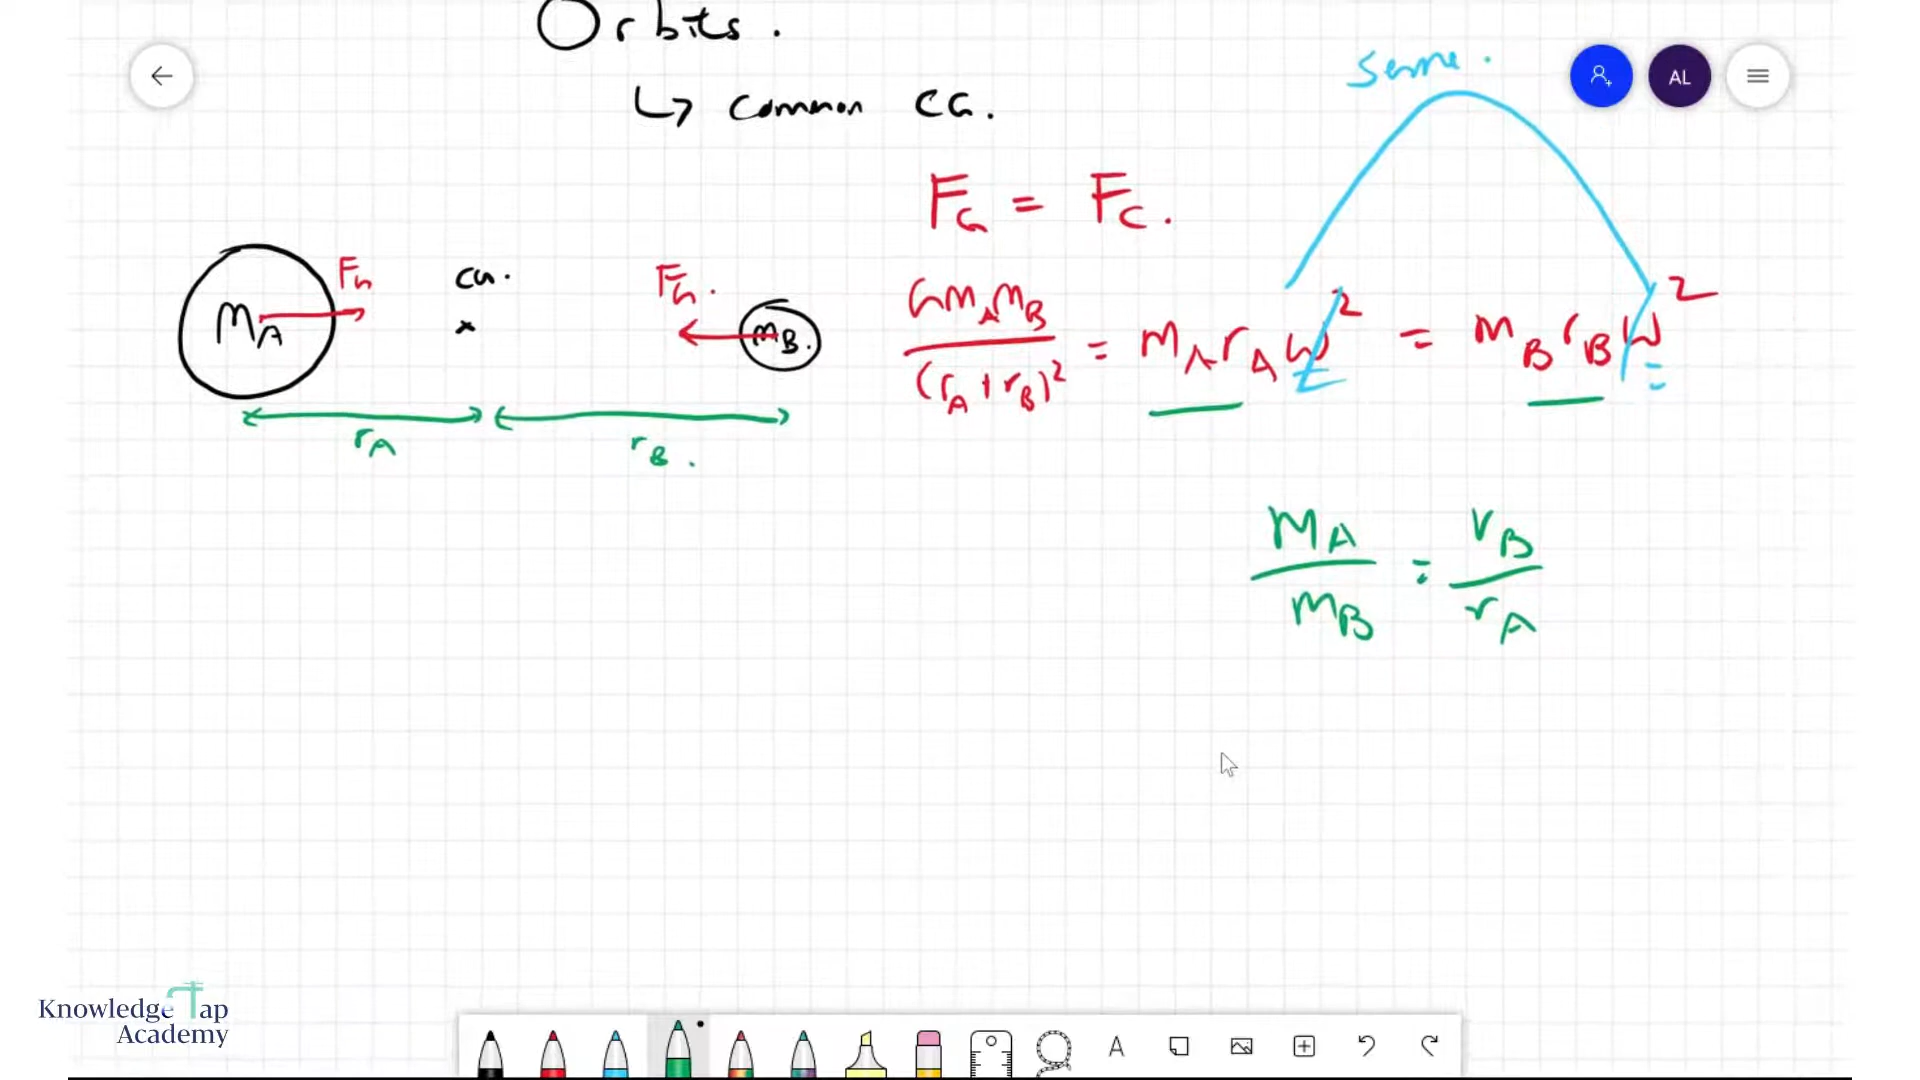 Orbits.
↳ common CG.
same.
AL
F_G = F_C.
M_A F_G
CG.
×
F_G.
m_B.
r_A
r_B.
G m_A m_B / (r_A + r_B)^2 = m_A r_A ω^2 = m_B r_B ω^2
M_A / m_B = r_B / r_A
Knowledge Tap
Academy
A